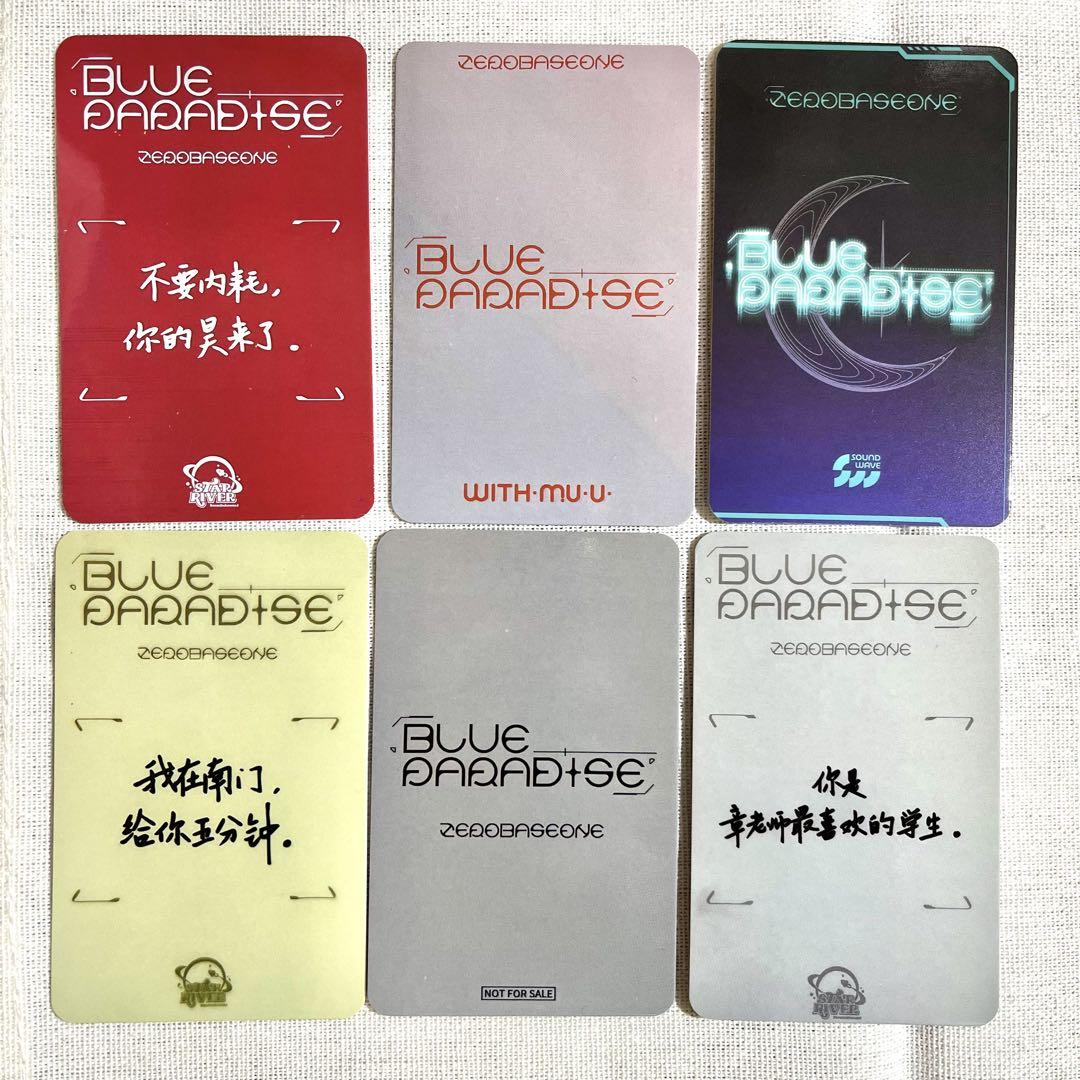 BLUE
PARADISE
ZEROBASEONE
不要内耗，
你的昊来了。
STAR
RIVER
ZEROBASEONE
BLUE
PARADISE
WITH·MU·U·
ZEROBASEONE
BLUE
PARADISE
SOUND
WAVE
BLUE
PARADISE
ZEROBASEONE
我在南门，
给你五分钟。
STAR
RIVER
BLUE
PARADISE
ZEROBASEONE
NOT FOR SALE
BLUE
PARADISE
ZEROBASEONE
你是
章老师最喜欢的学生。
STAR
RIVER